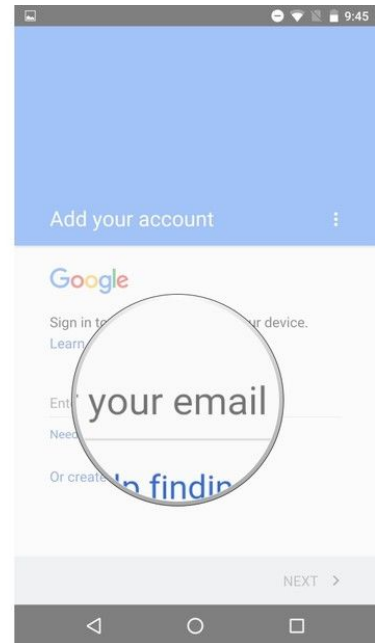 9:45
Add your account
Google
Sign in to
ur device.
Learn
your email
Need
lp findin
Or create
NEXT